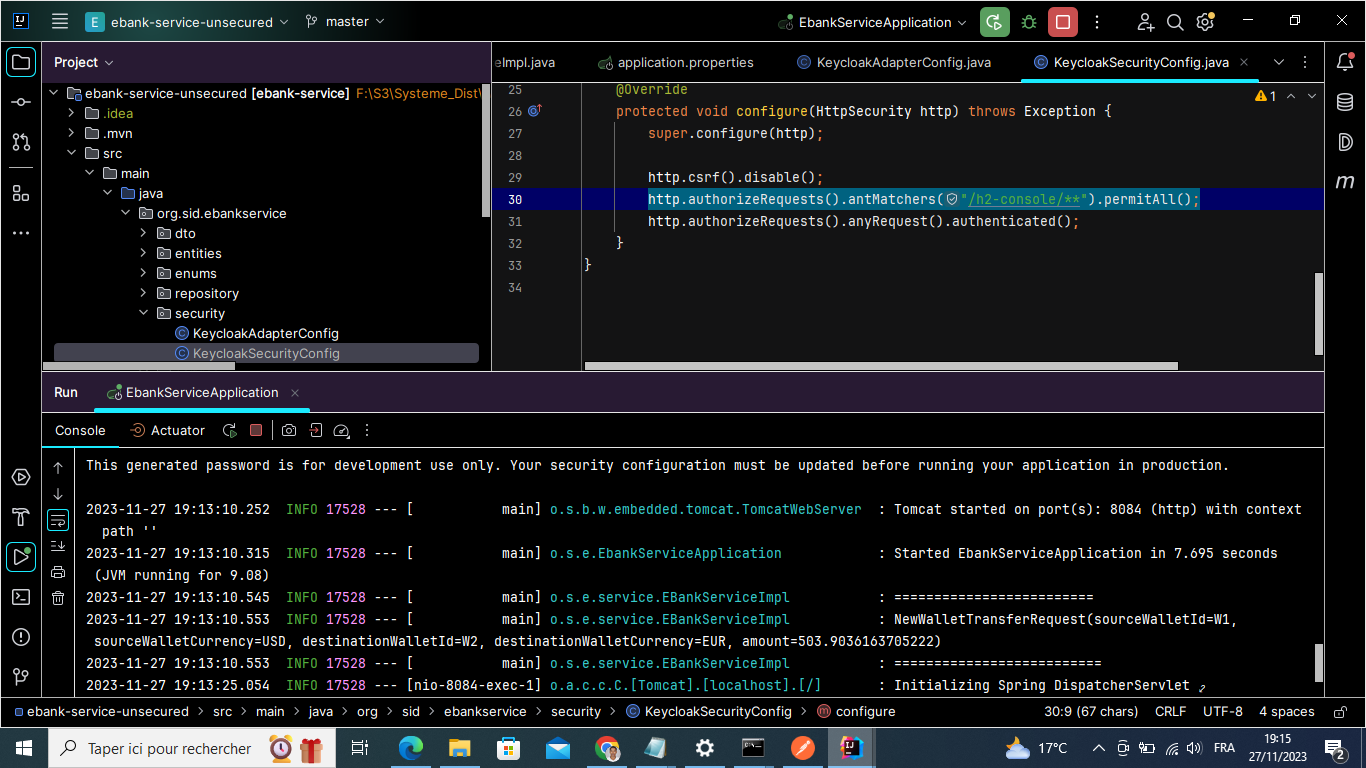 E ebank-service-unsecured master EbankServiceApplication
Project
eImpl.java application.properties KeycloakAdapterConfig.java KeycloakSecurityConfig.java
ebank-service-unsecured [ebank-service] F:\S3\Systeme_Dist\
.idea
.mvn
src
main
java
org.sid.ebankservice
dto
entities
enums
repository
security
KeycloakAdapterConfig
KeycloakSecurityConfig
1
25 @Override
26 protected void configure(HttpSecurity http) throws Exception {
27 super.configure(http);
28
29 http.csrf().disable();
30 http.authorizeRequests().antMatchers("/h2-console/**").permitAll();
31 http.authorizeRequests().anyRequest().authenticated();
32 }
33 }
34
Run EbankServiceApplication
Console Actuator
This generated password is for development use only. Your security configuration must be updated before running your application in production.
2023-11-27 19:13:10.252 INFO 17528 --- [ main] o.s.b.w.embedded.tomcat.TomcatWebServer : Tomcat started on port(s): 8084 (http) with context
path ''
2023-11-27 19:13:10.315 INFO 17528 --- [ main] o.s.e.EbankServiceApplication : Started EbankServiceApplication in 7.695 seconds
(JVM running for 9.08)
2023-11-27 19:13:10.545 INFO 17528 --- [ main] o.s.e.service.EBankServiceImpl : =========================
2023-11-27 19:13:10.553 INFO 17528 --- [ main] o.s.e.service.EBankServiceImpl : NewWalletTransferRequest(sourceWalletId=W1,
sourceWalletCurrency=USD, destinationWalletId=W2, destinationWalletCurrency=EUR, amount=503.9036163705222)
2023-11-27 19:13:10.553 INFO 17528 --- [ main] o.s.e.service.EBankServiceImpl : ==========================
2023-11-27 19:13:25.054 INFO 17528 --- [nio-8084-exec-1] o.a.c.c.C.[Tomcat].[localhost].[/] : Initializing Spring DispatcherServlet
ebank-service-unsecured > src > main > java > org > sid > ebankservice > security > KeycloakSecurityConfig > configure 30:9 (67 chars) CRLF UTF-8 4 spaces
Taper ici pour rechercher 17°C FRA 19:15
27/11/2023 2